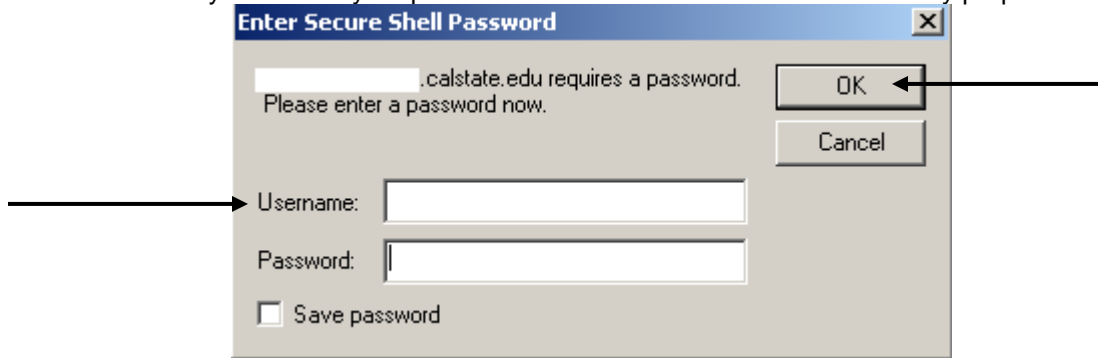 Enter Secure Shell Password
.calstate.edu requires a password.
Please enter a password now.
OK
Cancel
Username:
Password:
Save password